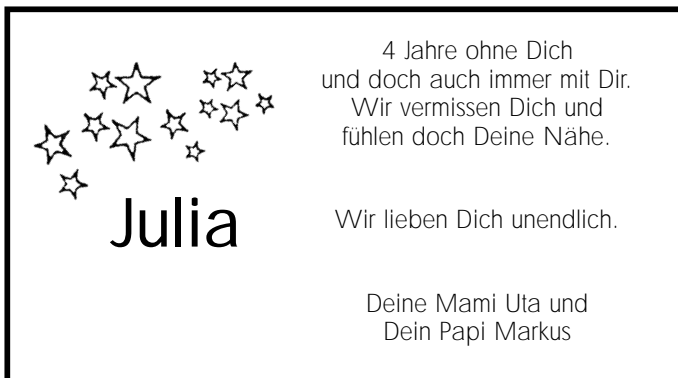 Julia
4 Jahre ohne Dich
und doch auch immer mit Dir.
Wir vermissen Dich und
fühlen doch Deine Nähe.
Wir lieben Dich unendlich.
Deine Mami Uta und
Dein Papi Markus